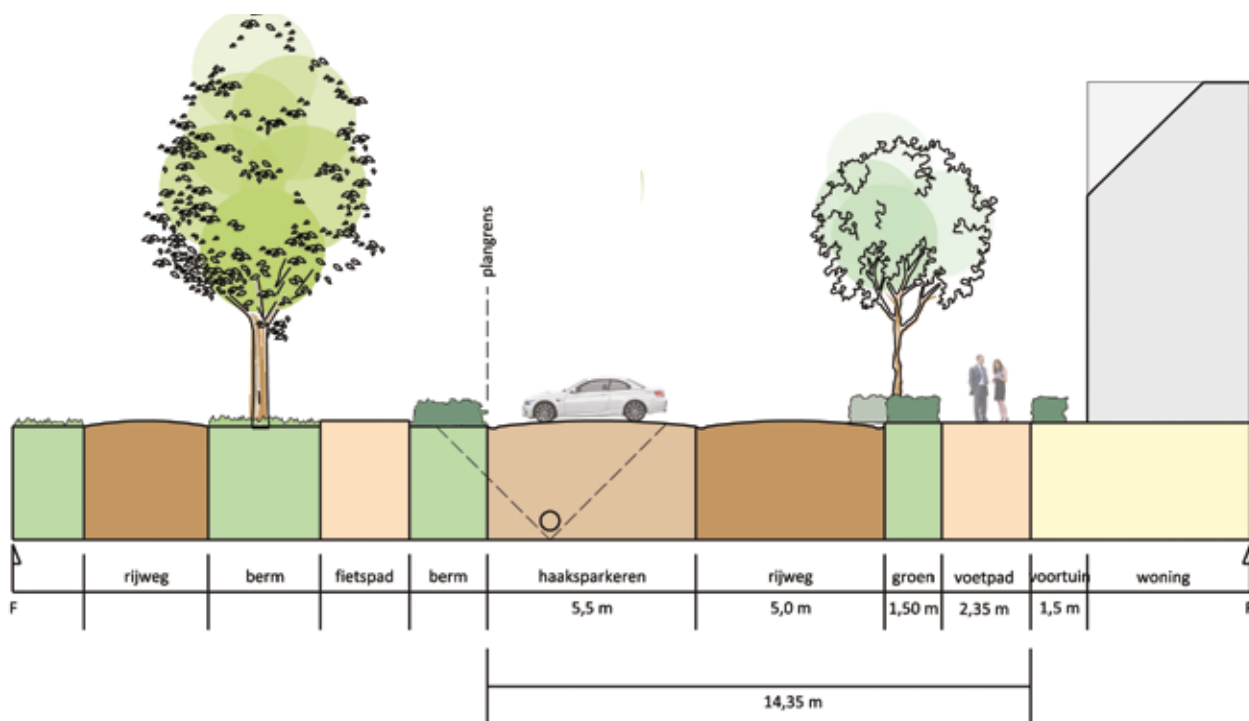 plangrens
rijweg berm fietspad berm haaksparkeren rijweg groen voetpad voortuin woning
F 5,5 m 5,0 m 1,50 m 2,35 m 1,5 m
14,35 m